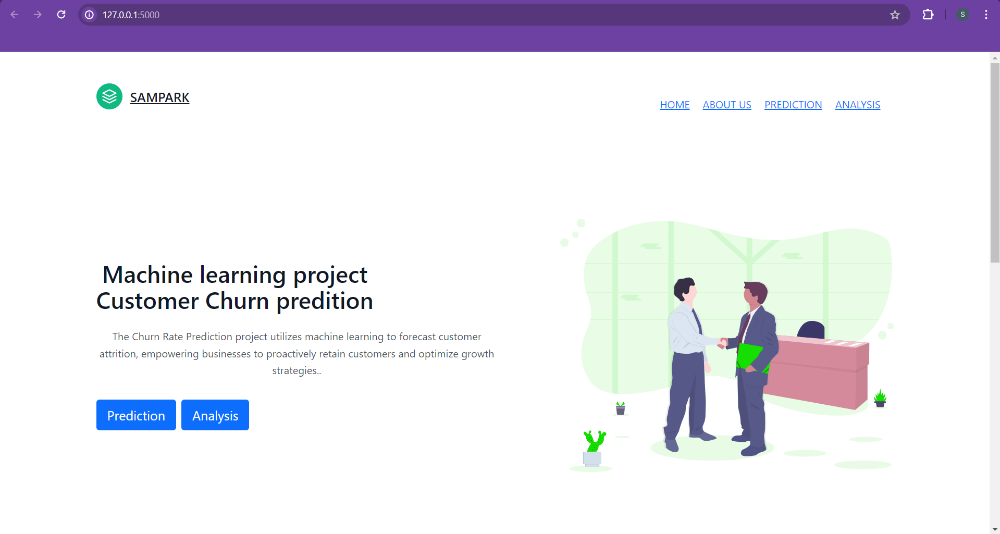 127.0.0.1:5000
S
SAMPARK
HOME ABOUT US PREDICTION ANALYSIS
Machine learning project
Customer Churn predition
The Churn Rate Prediction project utilizes machine learning to forecast customer
attrition, empowering businesses to proactively retain customers and optimize growth
strategies..
Prediction Analysis